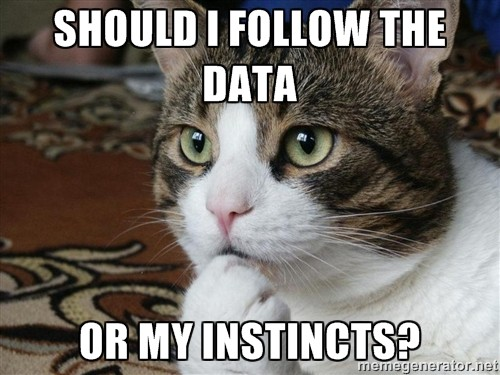 SHOULD I FOLLOW THE
DATA
OR MY INSTINCTS?
memegenerator.net